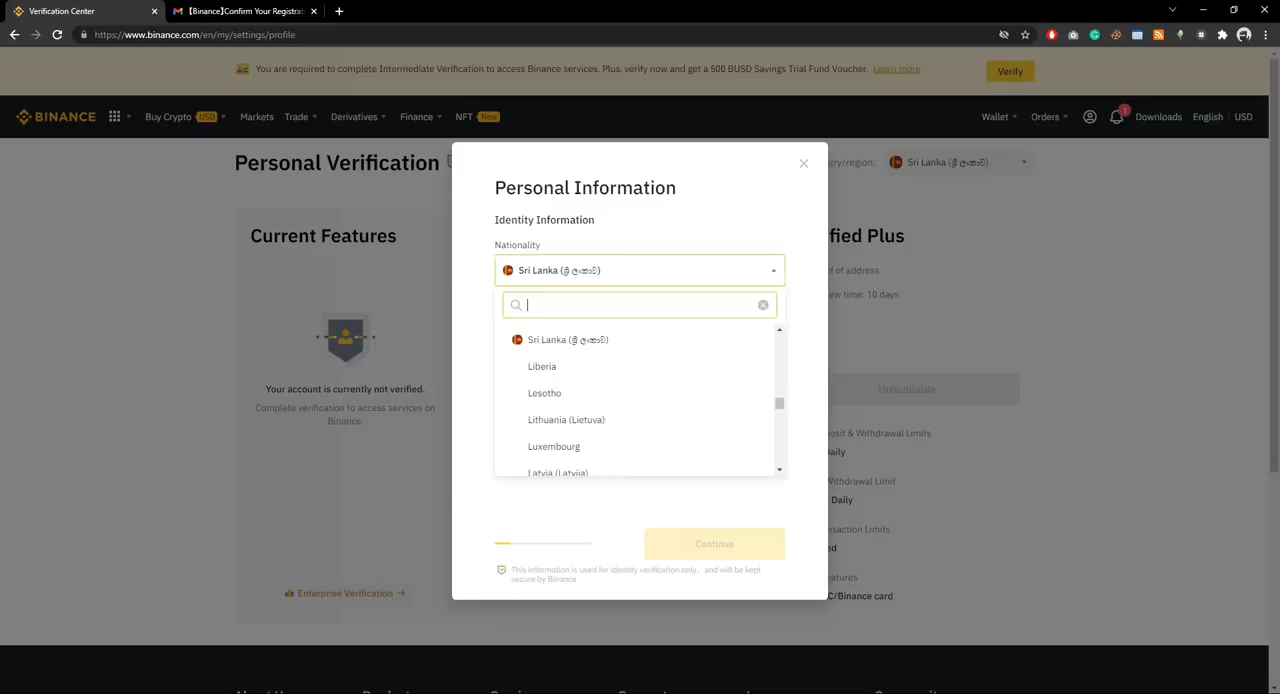 Verification Center
【Binance】Confirm Your Registrat
https://www.binance.com/en/my/settings/profile
You are required to complete Intermediate Verification to access Binance services. Plus, verify now and get a 500 BUSD Savings Trial Fund Voucher. Learn more
Verify
BINANCE
Buy Crypto USD
Markets
Trade
Derivatives
Finance
NFT New
Wallet
Orders
1
Downloads
English
USD
Personal Verification
try/region:
Sri Lanka (ශ්‍රී ලංකාව)
Current Features
Your account is currently not verified.
Complete verification to access services on
Binance.
Enterprise Verification →
Personal Information
Identity Information
Nationality
Sri Lanka (ශ්‍රී ලංකාව)
Sri Lanka (ශ්‍රී ලංකාව)
Liberia
Lesotho
Lithuania (Lietuva)
Luxembourg
Latvia (Latvija)
Continue
This information is used for identity verification only, and will be kept
secure by Binance
fied Plus
f of address
ew time: 10 days
Unavailable
posit & Withdrawal Limits
Daily
Withdrawal Limit
Daily
nsaction Limits
ed
eatures
C/Binance card